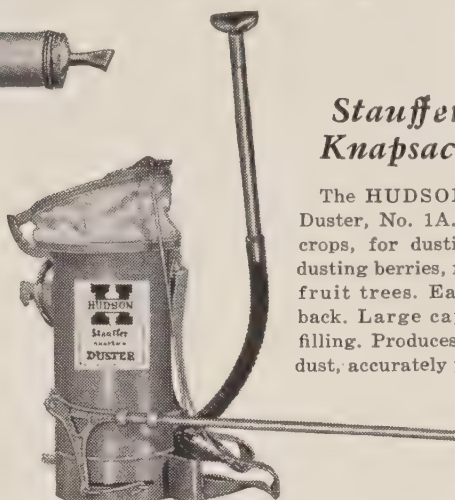 Stauffer
Knapsac
The HUDSON
Duster, No. 1A.
crops, for dusti
dusting berries,
fruit trees. Ea
back. Large ca
filling. Produces
dust, accurately
HUDSON
Stauffer
DUSTER